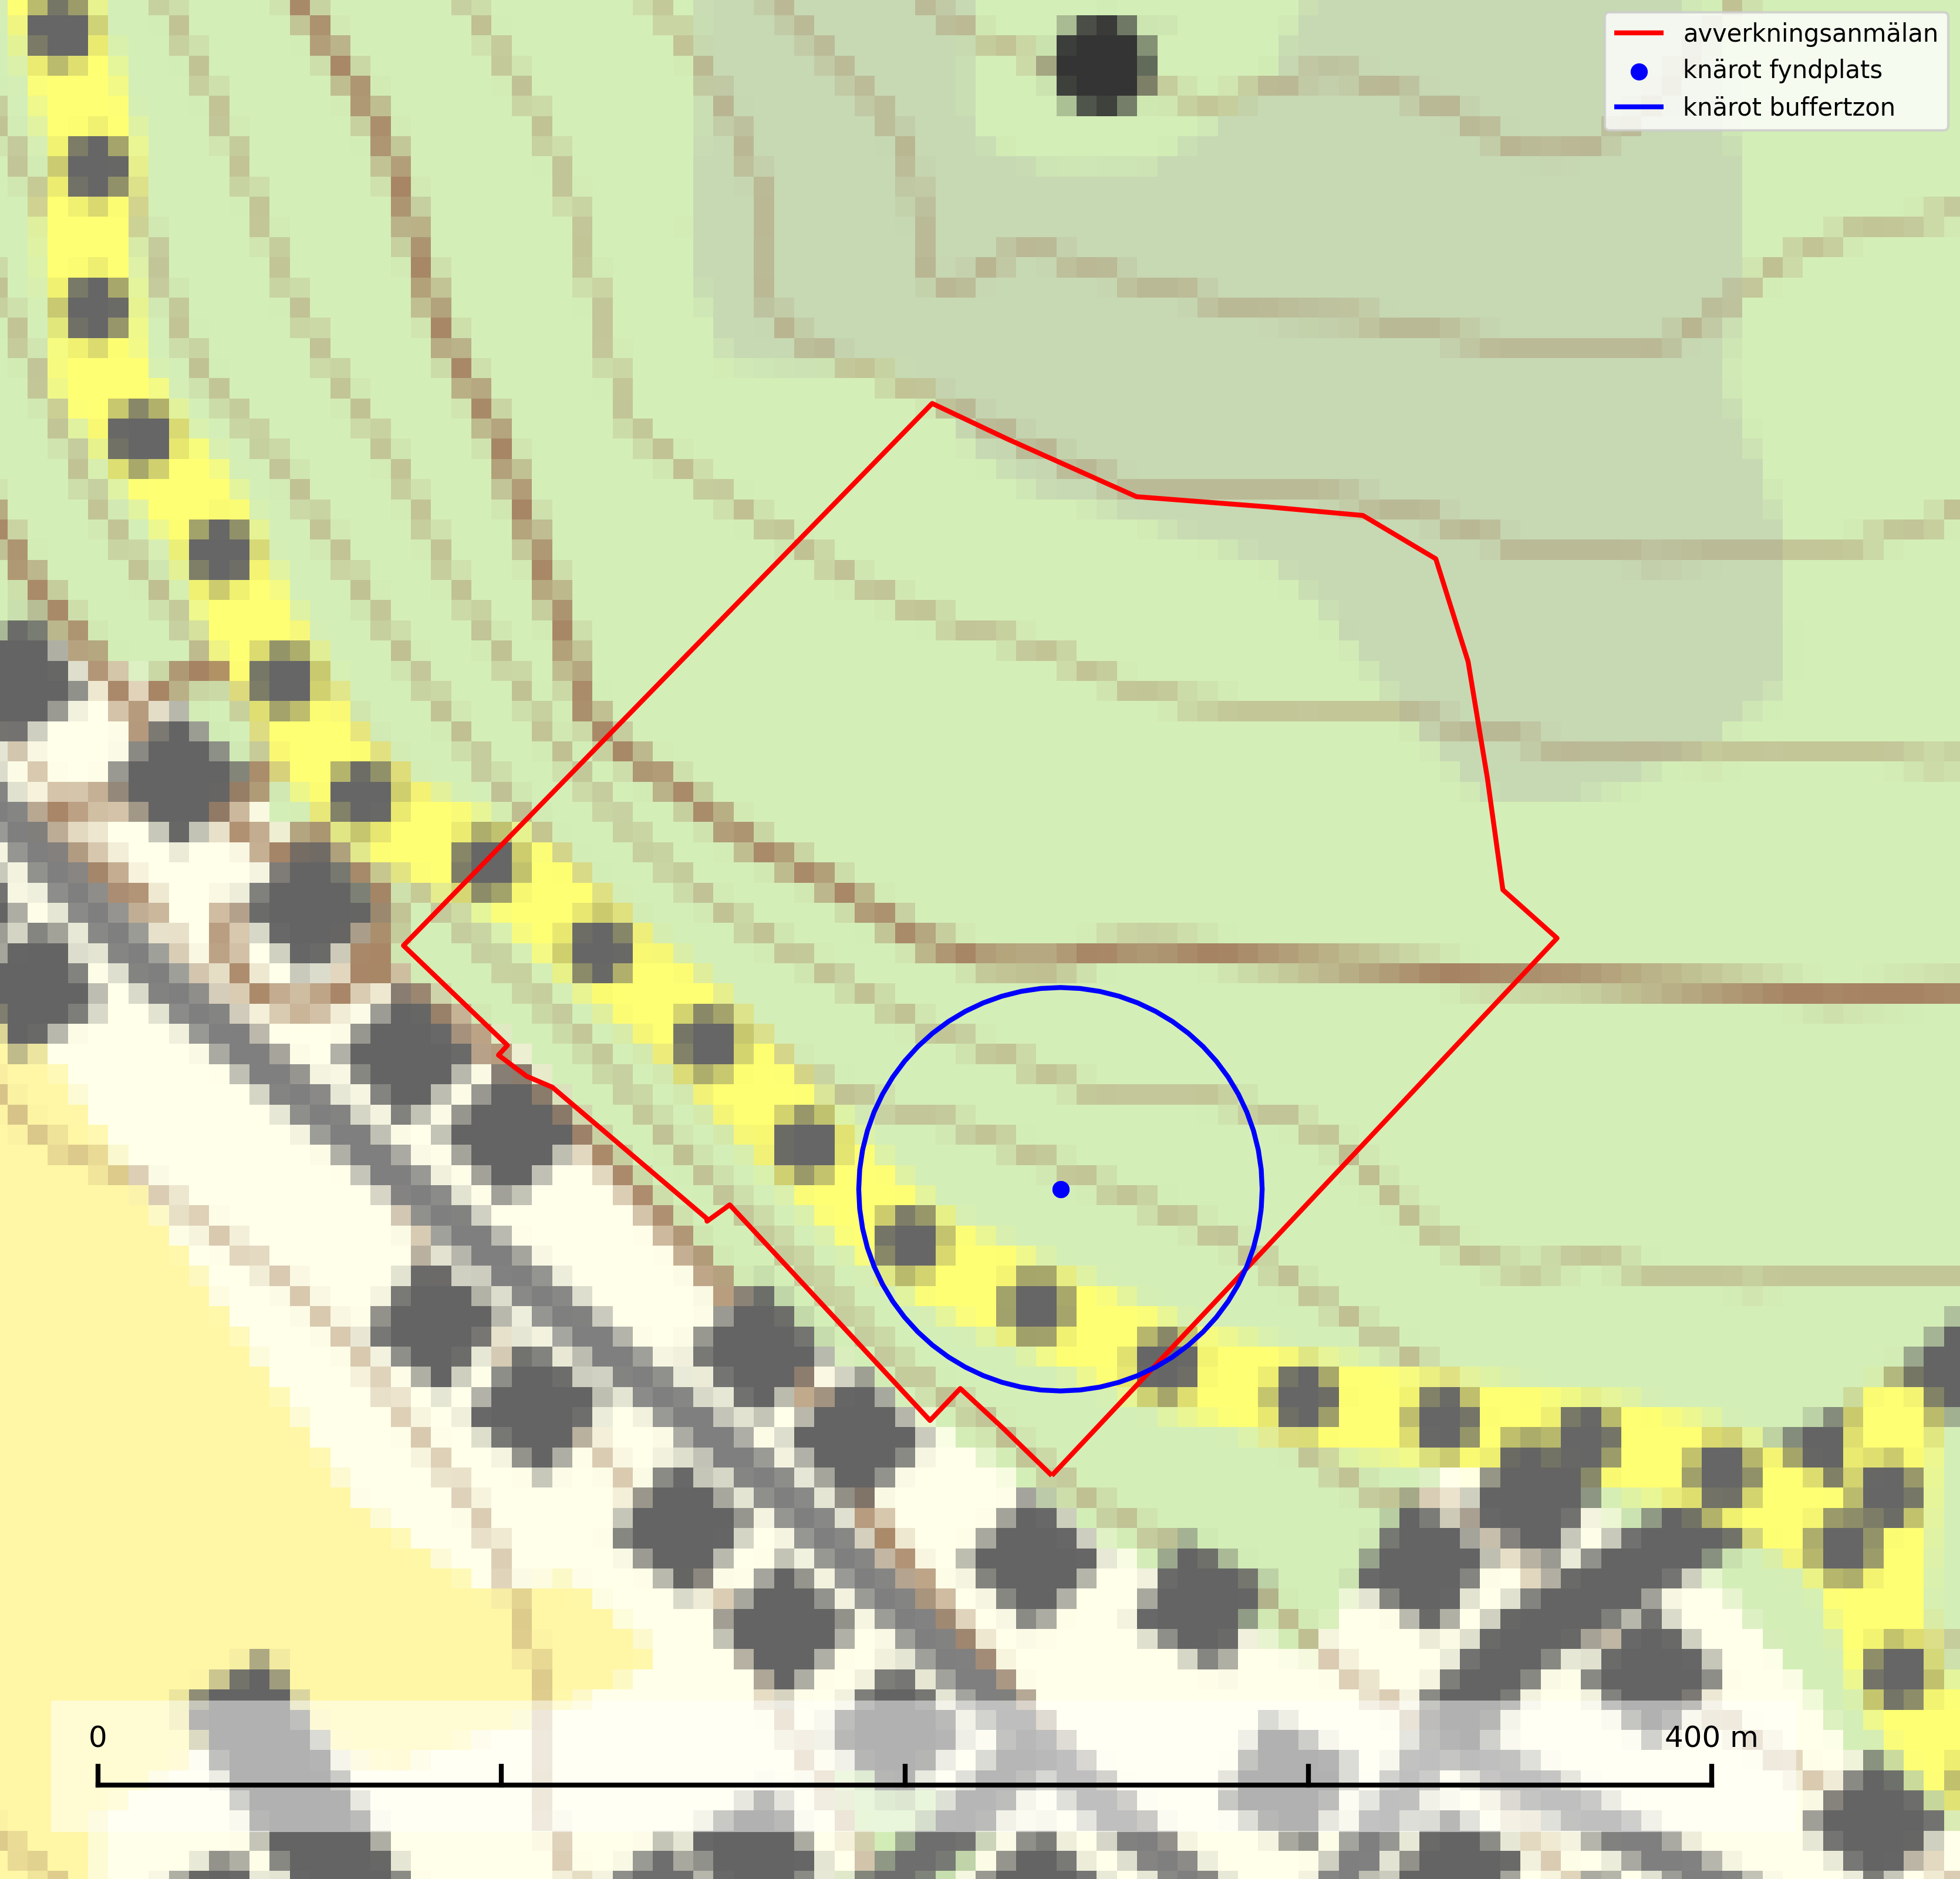 avverkningsanmälan
knärot fyndplats
knärot buffertzon
0
400 m